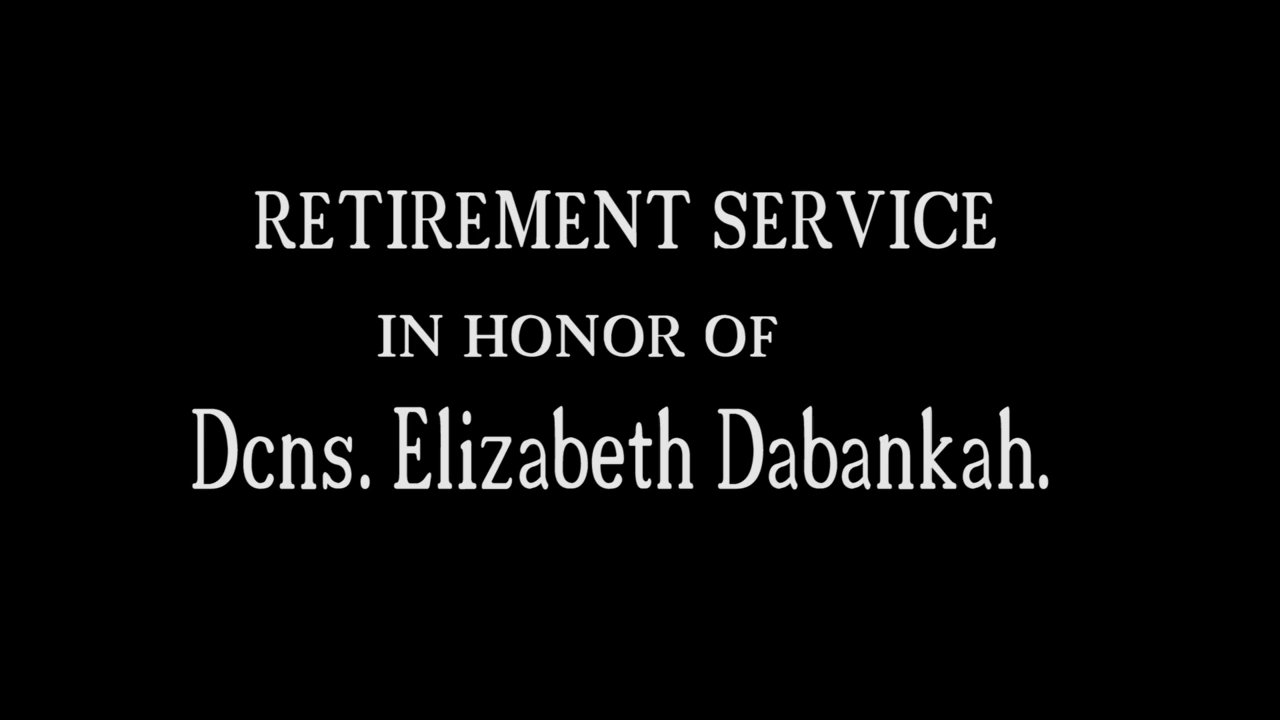 RETIREMENT SERVICE
IN HONOR OF
Dcns. Elizabeth Dabankah.